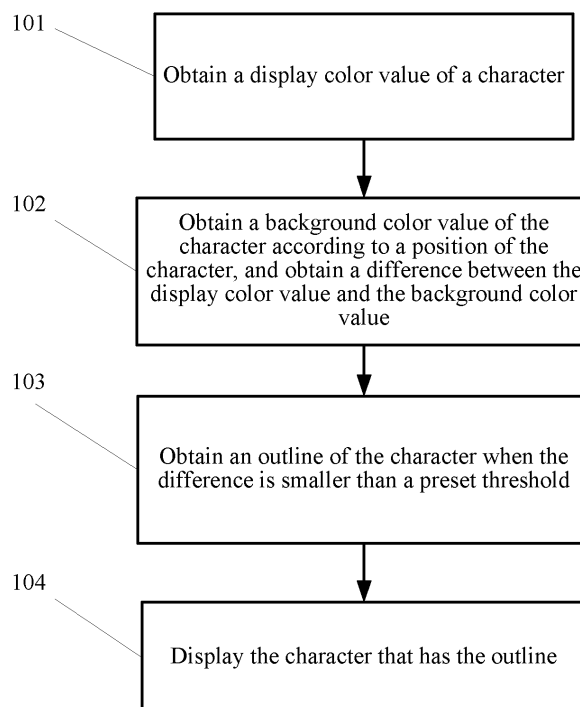 101
Obtain a display color value of a character
102
Obtain a background color value of the
character according to a position of the
character, and obtain a difference between the
display color value and the background color
value
103
Obtain an outline of the character when the
difference is smaller than a preset threshold
104
Display the character that has the outline